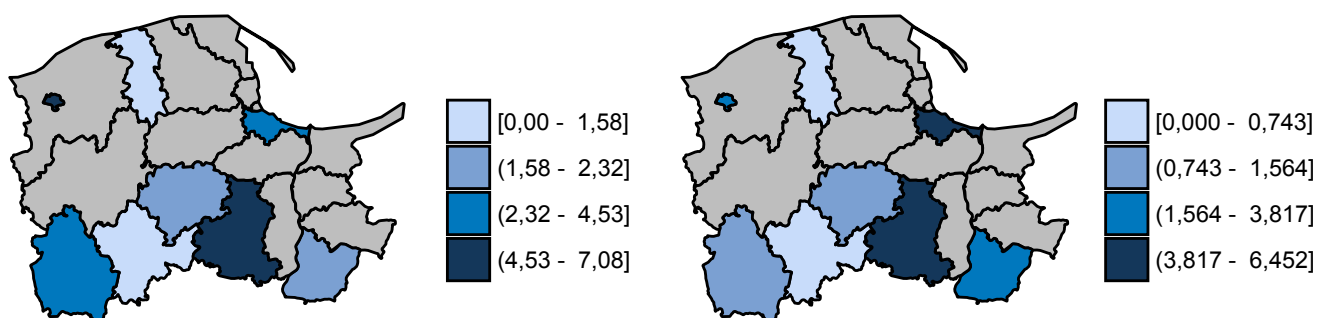 [0,00 - 1,58]
(1,58 - 2,32]
(2,32 - 4,53]
(4,53 - 7,08]
[0,000 - 0,743]
(0,743 - 1,564]
(1,564 - 3,817]
(3,817 - 6,452]